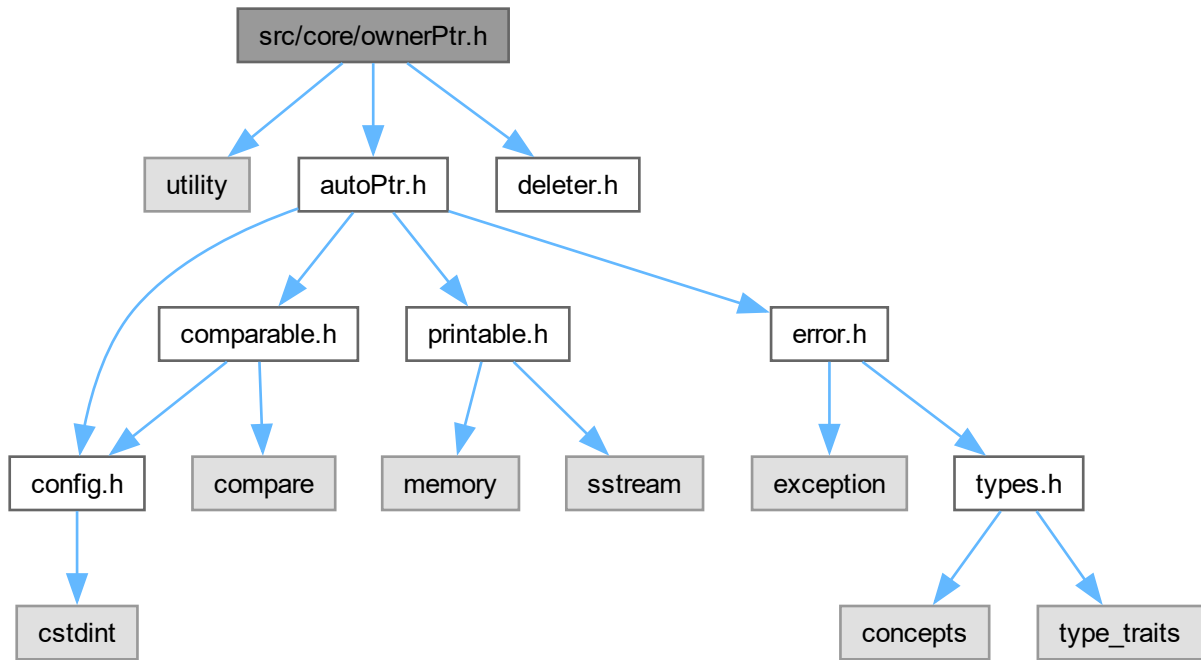 src/core/ownerPtr.h
utility
autoPtr.h
deleter.h
comparable.h
printable.h
error.h
config.h
compare
memory
sstream
exception
types.h
cstdint
concepts
type_traits